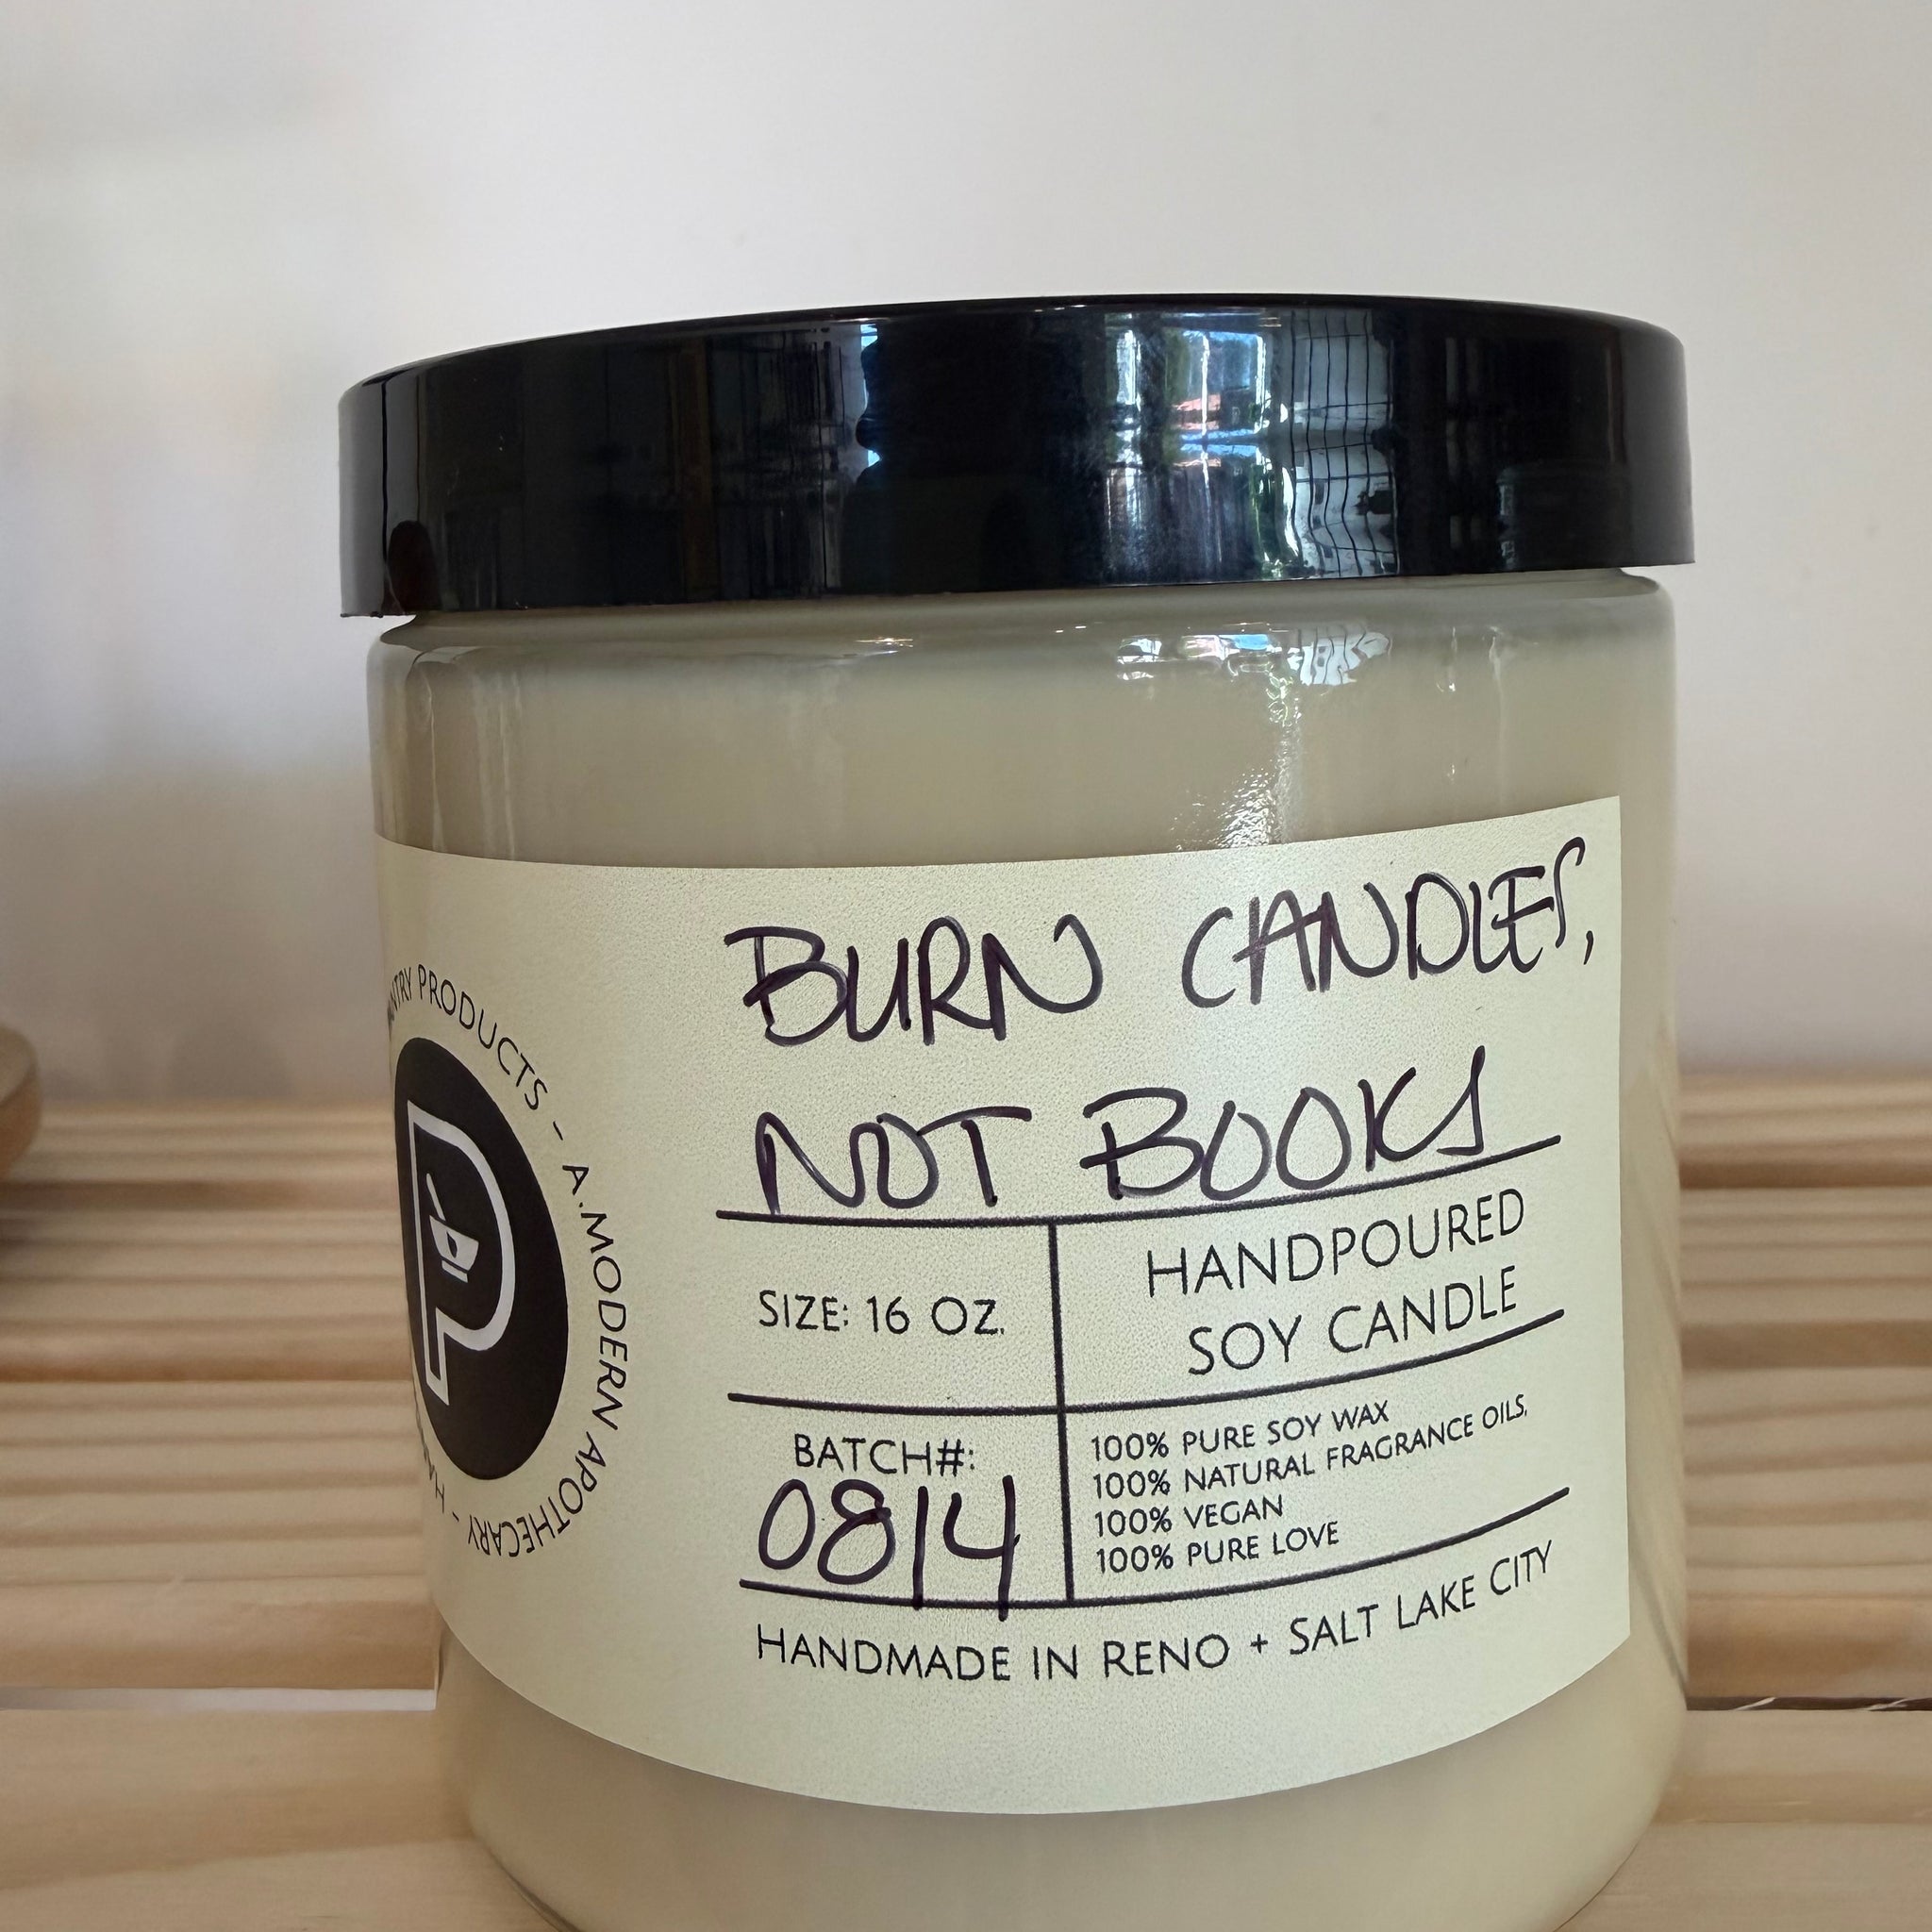 BURN CANDLES,
NOT BOOKS
SIZE: 16 OZ.
HANDPOURED
SOY CANDLE
BATCH#:
0814
100% PURE SOY WAX
100% NATURAL FRAGRANCE OILS,
100% VEGAN
100% PURE LOVE
HANDMADE IN RENO + SALT LAKE CITY
PRODUCTS - A.MODERN APOTHECARY -
P